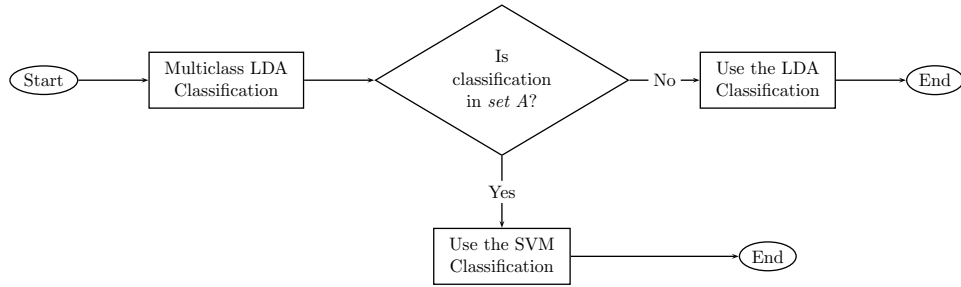 Start
Multiclass LDA
Classification
Is
classification
in set A?
No
Use the LDA
Classification
End
Yes
Use the SVM
Classification
End